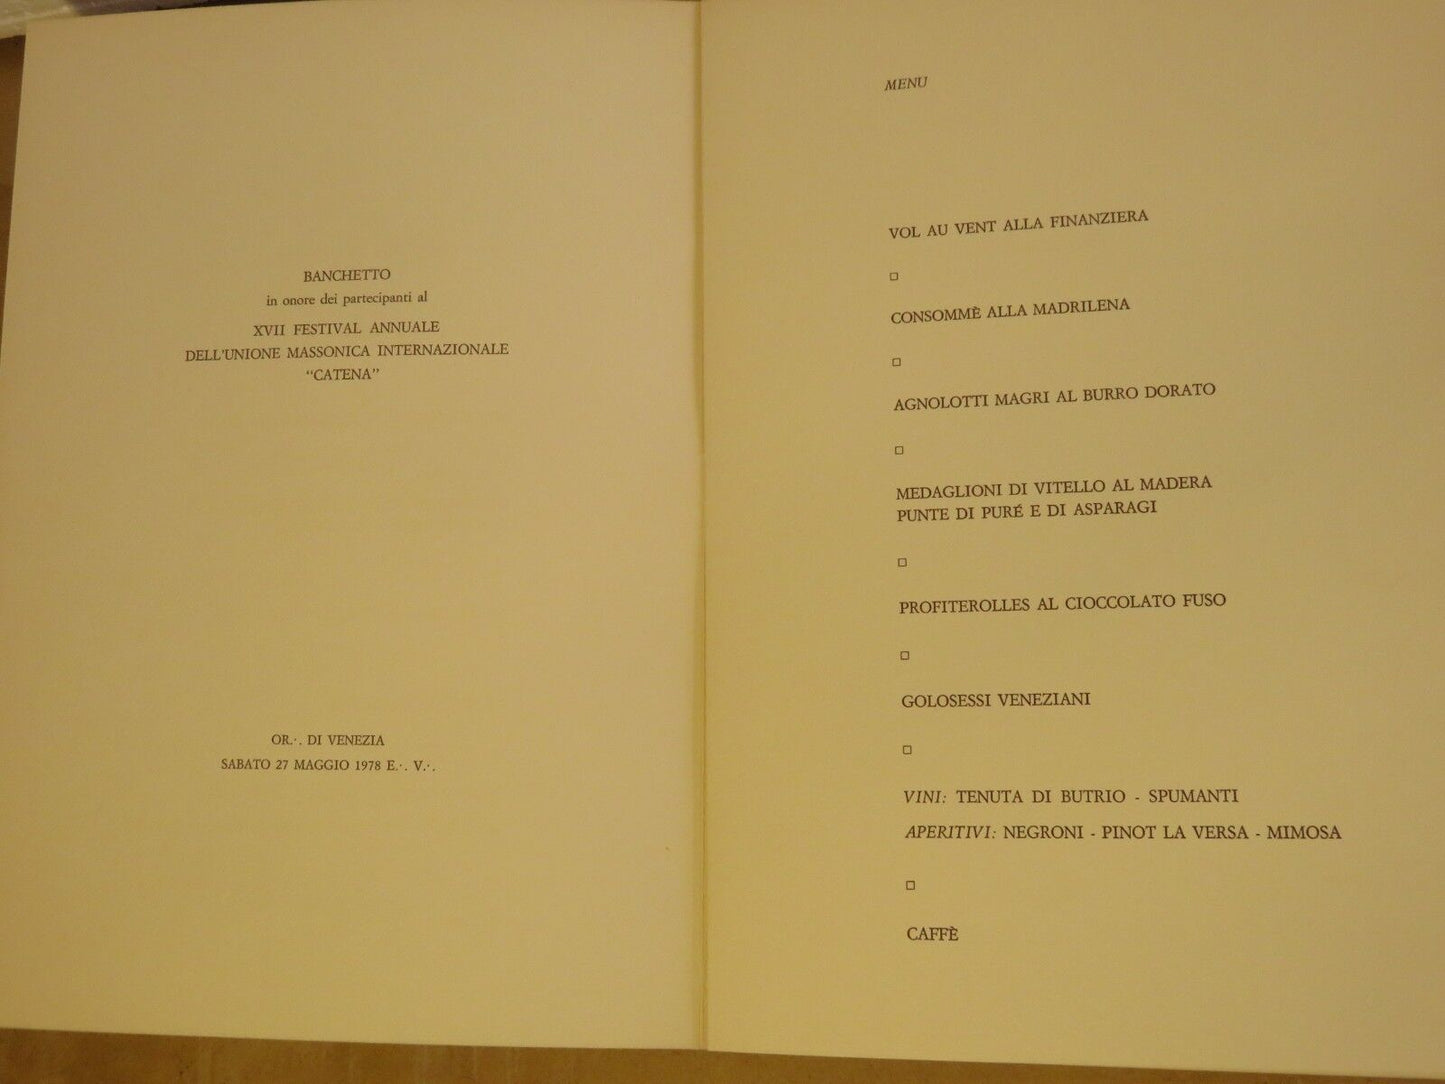 BANCHETTO
in onore dei partecipanti al
XVII FESTIVAL ANNUALE
DELL'UNIONE MASSONICA INTERNAZIONALE
"CATENA"
OR.·. DI VENEZIA
SABATO 27 MAGGIO 1978 E.·. V.·.
MENU
VOL AU VENT ALLA FINANZIERA
CONSOMMÈ ALLA MADRILENA
AGNOLOTTI MAGRI AL BURRO DORATO
MEDAGLIONI DI VITELLO AL MADERA
PUNTE DI PURÉ E DI ASPARAGI
PROFITEROLLES AL CIOCCOLATO FUSO
GOLOSESSI VENEZIANI
VINI: TENUTA DI BUTRIO - SPUMANTI
APERITIVI: NEGRONI - PINOT LA VERSA - MIMOSA
CAFFÈ